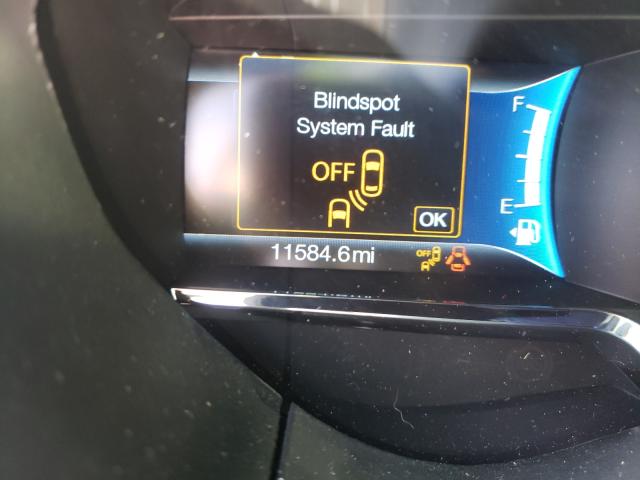 Blindspot
System Fault
OFF
OK
F
E
11584.6mi
OFF